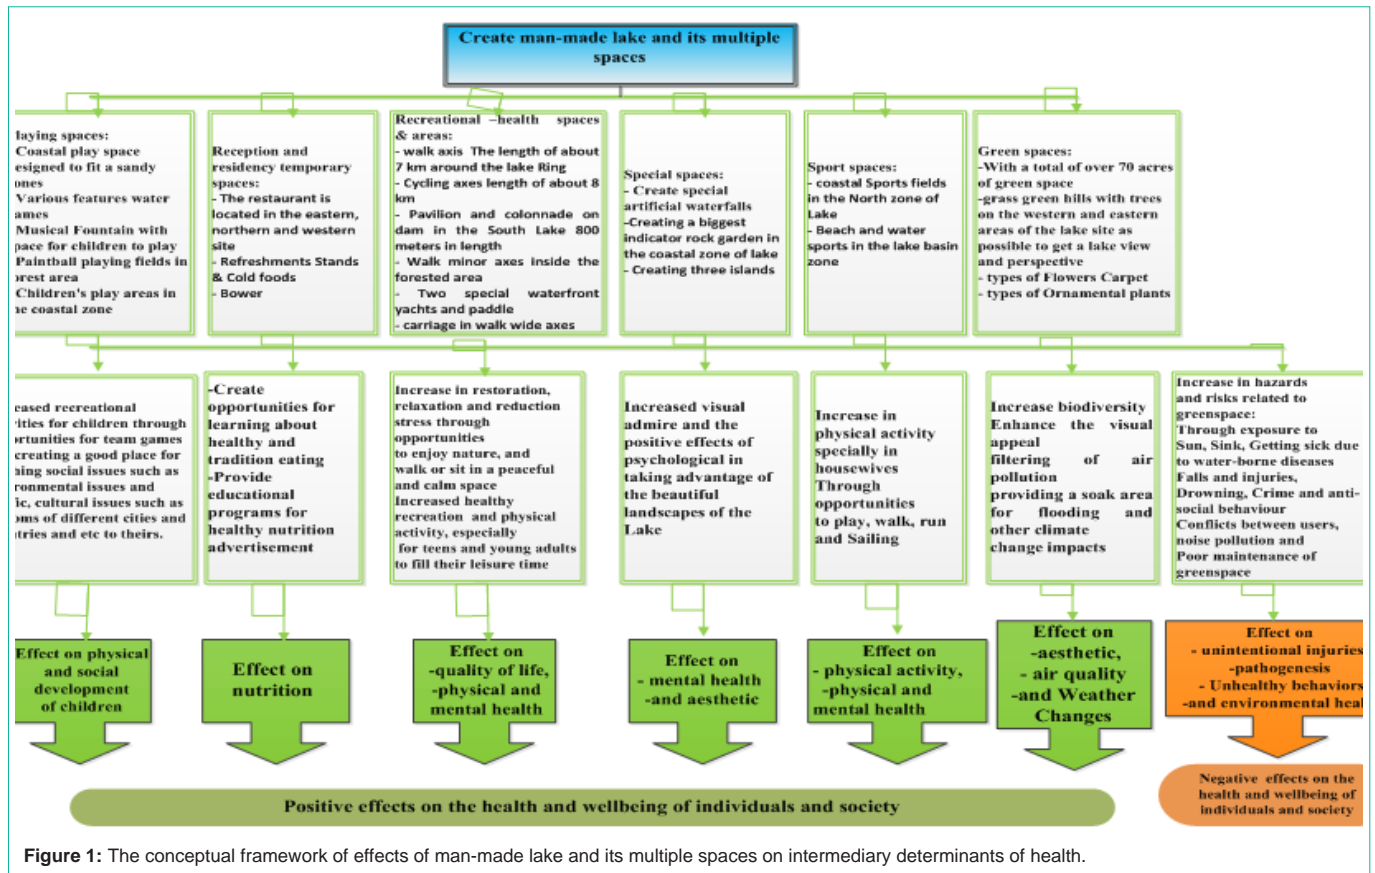 Create man-made lake and its multiple
spaces
laying spaces:
Coastal play space
esigned to fit a sandy
ones
Various features water
ames
Musical Fountain with
pace for children to play
Paintball playing fields in
orest area
Children's play areas in
he coastal zone
Reception and
residency temporary
spaces:
- The restaurant is
located in the eastern,
northern and western
site
- Refreshments Stands
& Cold foods
- Bower
Recreational –health spaces
& areas:
- walk axis The length of about
7 km around the lake Ring
- Cycling axes length of about 8
km
- Pavilion and colonnade on
dam in the South Lake 800
meters in length
- Walk minor axes inside the
forested area
- Two special waterfront
yachts and paddle
- carriage in walk wide axes
Special spaces:
- Create special
artificial waterfalls
-Creating a biggest
indicator rock garden in
the coastal zone of lake
- Creating three islands
Sport spaces:
- coastal Sports fields
in the North zone of
Lake
- Beach and water
sports in the lake basin
zone
Green spaces:
-With a total of over 70 acres
of green space
-grass green hills with trees
on the western and eastern
areas of the lake site as
possible to get a lake view
and perspective
- types of Flowers Carpet
- types of Ornamental plants
eased recreational
ities for children through
rtunities for team games
creating a good place for
ning social issues such as
ronmental issues and
ic, cultural issues such as
oms of different cities and
ntries and etc to theirs.
-Create
opportunities for
learning about
healthy and
tradition eating
-Provide
educational
programs for
healthy nutrition
advertisement
Increase in restoration,
relaxation and reduction
stress through
opportunities
to enjoy nature, and
walk or sit in a peaceful
and calm space
Increased healthy
recreation and physical
activity, especially
for teens and young adults
to fill their leisure time
Increased visual
admire and the
positive effects of
psychological in
taking advantage of
the beautiful
landscapes of the
Lake
Increase in
physical activity
specially in
housewives
Through
opportunities
to play, walk, run
and Sailing
Increase biodiversity
Enhance the visual
appeal
filtering of air
pollution
providing a soak area
for flooding and
other climate
change impacts
Increase in hazards
and risks related to
greenspace:
Through exposure to
Sun, Sink, Getting sick due
to water-borne diseases
Falls and injuries,
Drowning, Crime and anti-
social behaviour
Conflicts between users,
noise pollution and
Poor maintenance of
greenspace
Effect on physical
and social
development
of children
Effect on
nutrition
Effect on
-quality of life,
-physical and
mental health
Effect on
- mental health
-and aesthetic
Effect on
- physical activity,
-physical and
mental health
Effect on
-aesthetic,
- air quality
-and Weather
Changes
Effect on
- unintentional injuries
-pathogenesis
- Unhealthy behaviors
-and environmental heal
Positive effects on the health and wellbeing of individuals and society
Negative effects on the
health and wellbeing of
individuals and society
Figure 1: The conceptual framework of effects of man-made lake and its multiple spaces on intermediary determinants of health.